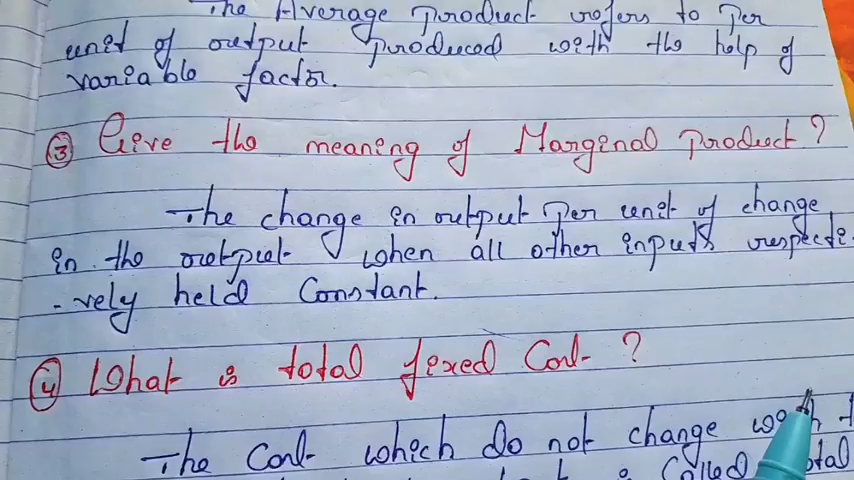 The Average Product refers to Per
unit of output produced with the help of
variable factor.
③ Give the meaning of Marginal Product?
The change in output Per unit of change
in the output when all other inputs respecti-
-vely held Constant.
④ What is total fixed Cost ?
The Cost which do not change with
is Called total